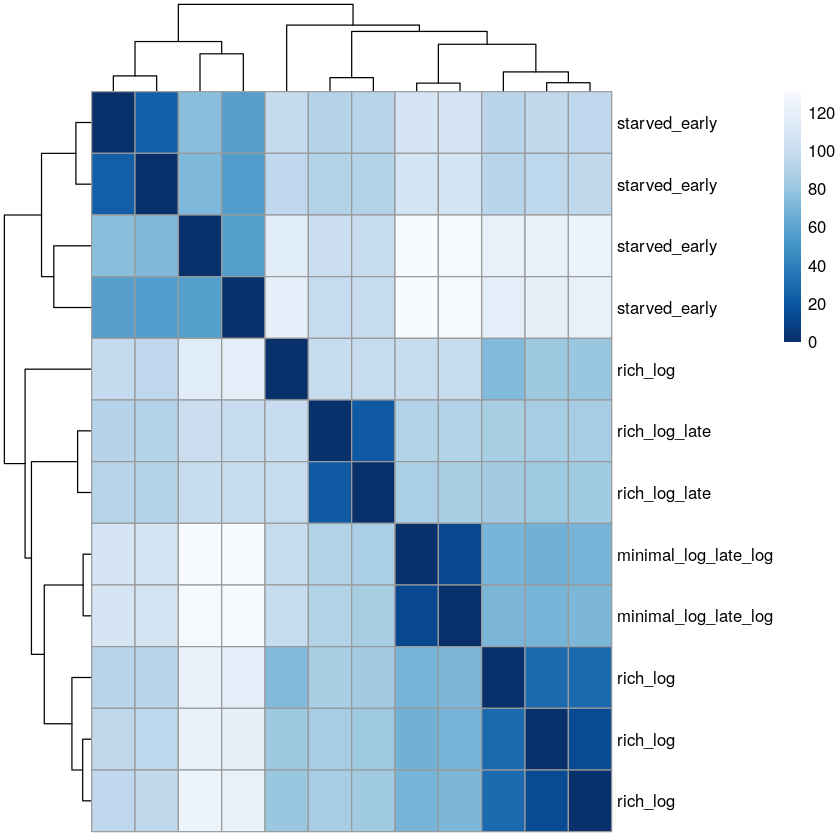 starved_early
starved_early
starved_early
starved_early
rich_log
rich_log_late
rich_log_late
minimal_log_late_log
minimal_log_late_log
rich_log
rich_log
rich_log
120
100
80
60
40
20
0